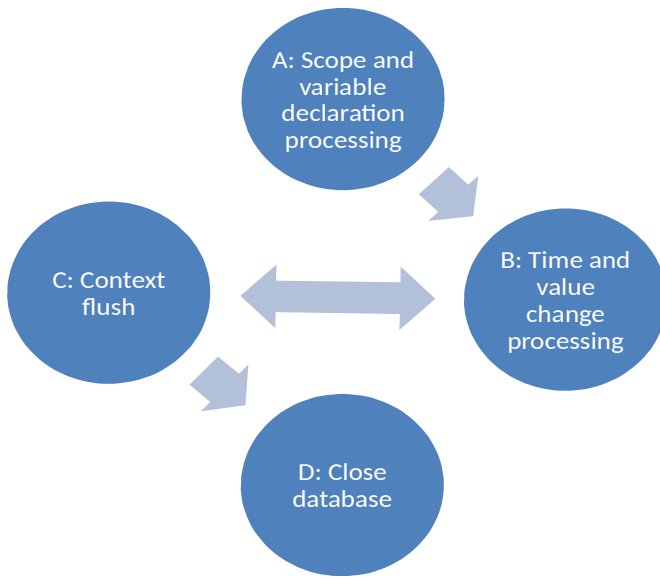 A: Scope and
variable
declaration
processing
B: Time and
value
change
processing
C: Context
flush
D: Close
database